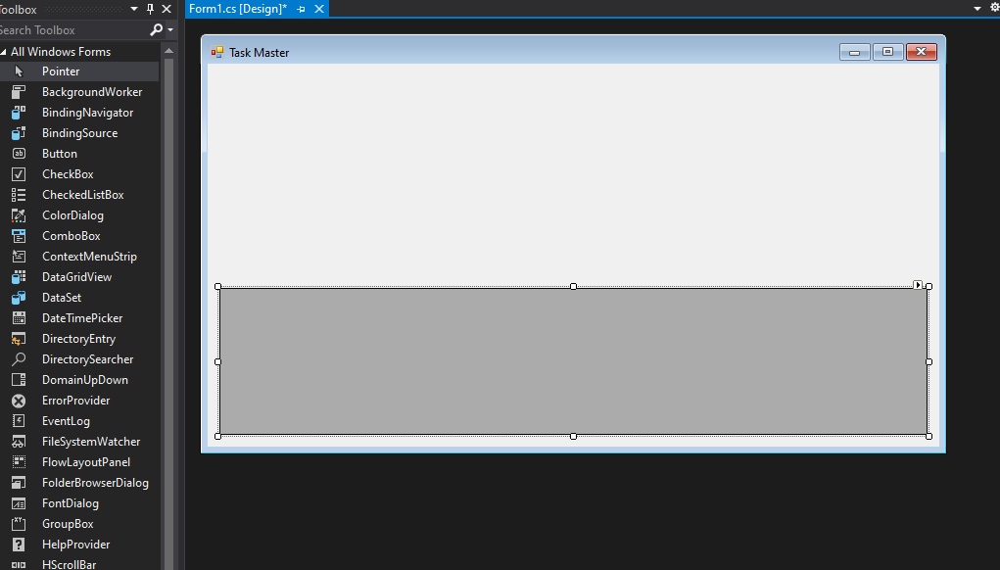 Toolbox
Form1.cs [Design]*
Search Toolbox
All Windows Forms
Pointer
BackgroundWorker
BindingNavigator
BindingSource
Button
CheckBox
CheckedListBox
ColorDialog
ComboBox
ContextMenuStrip
DataGridView
DataSet
DateTimePicker
DirectoryEntry
DirectorySearcher
DomainUpDown
ErrorProvider
EventLog
FileSystemWatcher
FlowLayoutPanel
FolderBrowserDialog
FontDialog
GroupBox
HelpProvider
HScrollBar
Task Master